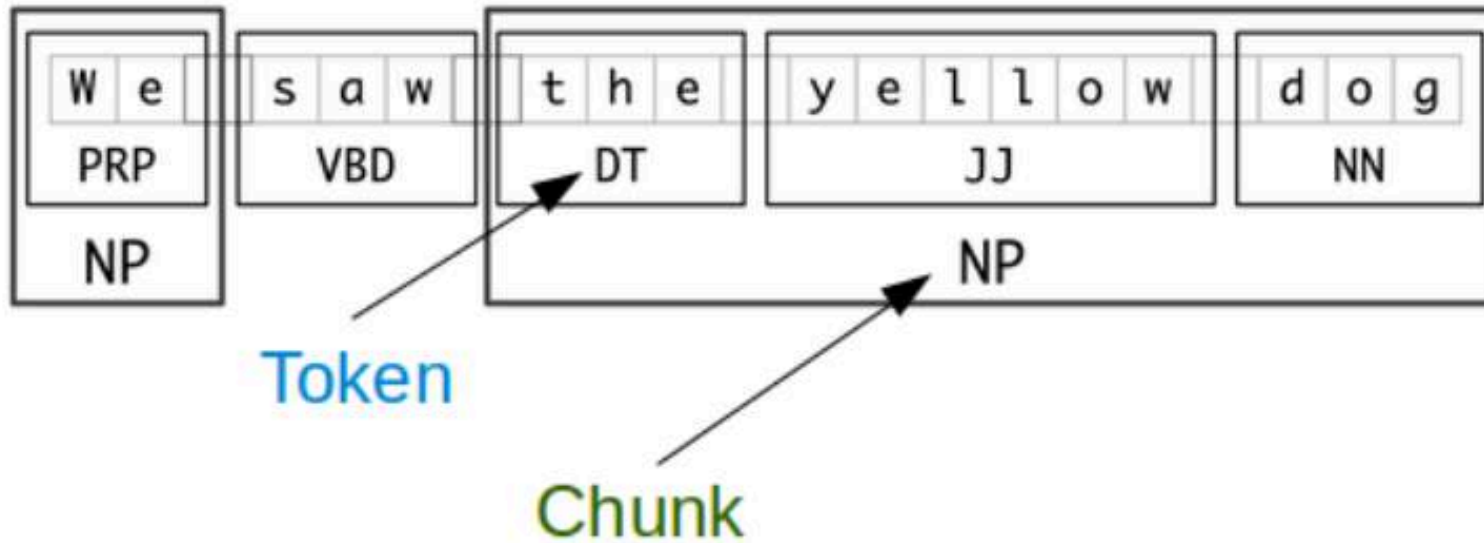 We saw the yellow dog
PRP VBD DT JJ NN
NP NP
Token
Chunk